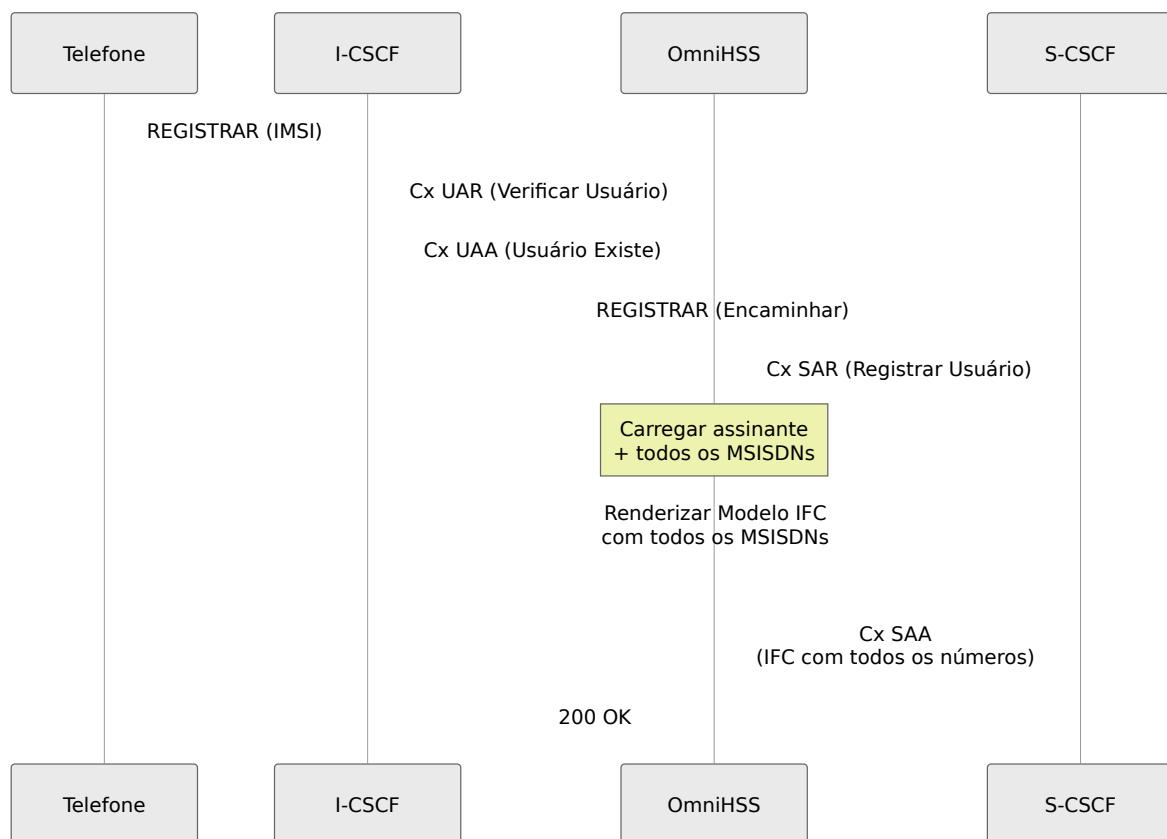 Telefone
I-CSCF
OmniHSS
S-CSCF
REGISTRAR (IMSI)
Cx UAR (Verificar Usuário)
Cx UAA (Usuário Existe)
REGISTRAR (Encaminhar)
Cx SAR (Registrar Usuário)
Carregar assinante
+ todos os MSISDNs
Renderizar Modelo IFC
com todos os MSISDNs
Cx SAA
(IFC com todos os números)
200 OK
Telefone
I-CSCF
OmniHSS
S-CSCF